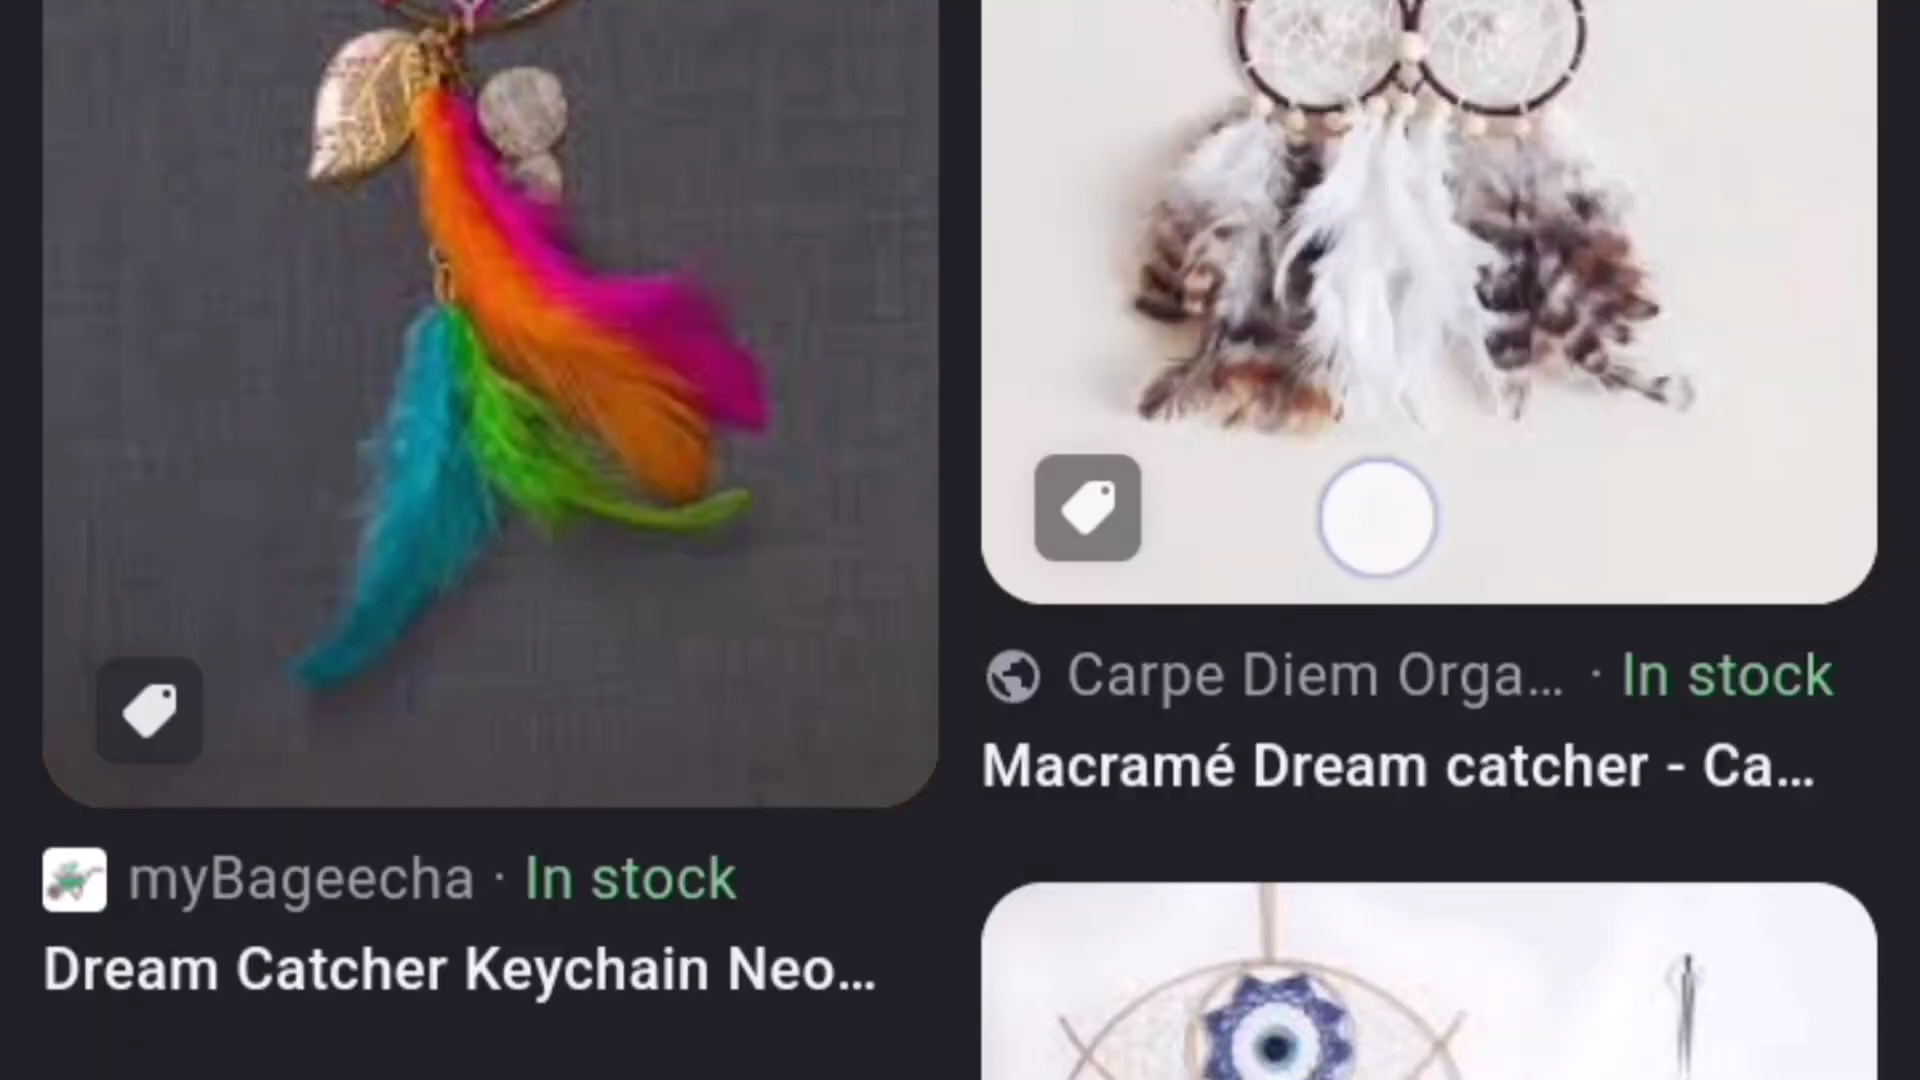 myBageecha · In stock
Dream Catcher Keychain Neo...
Carpe Diem Orga... · In stock
Macramé Dream catcher - Ca...